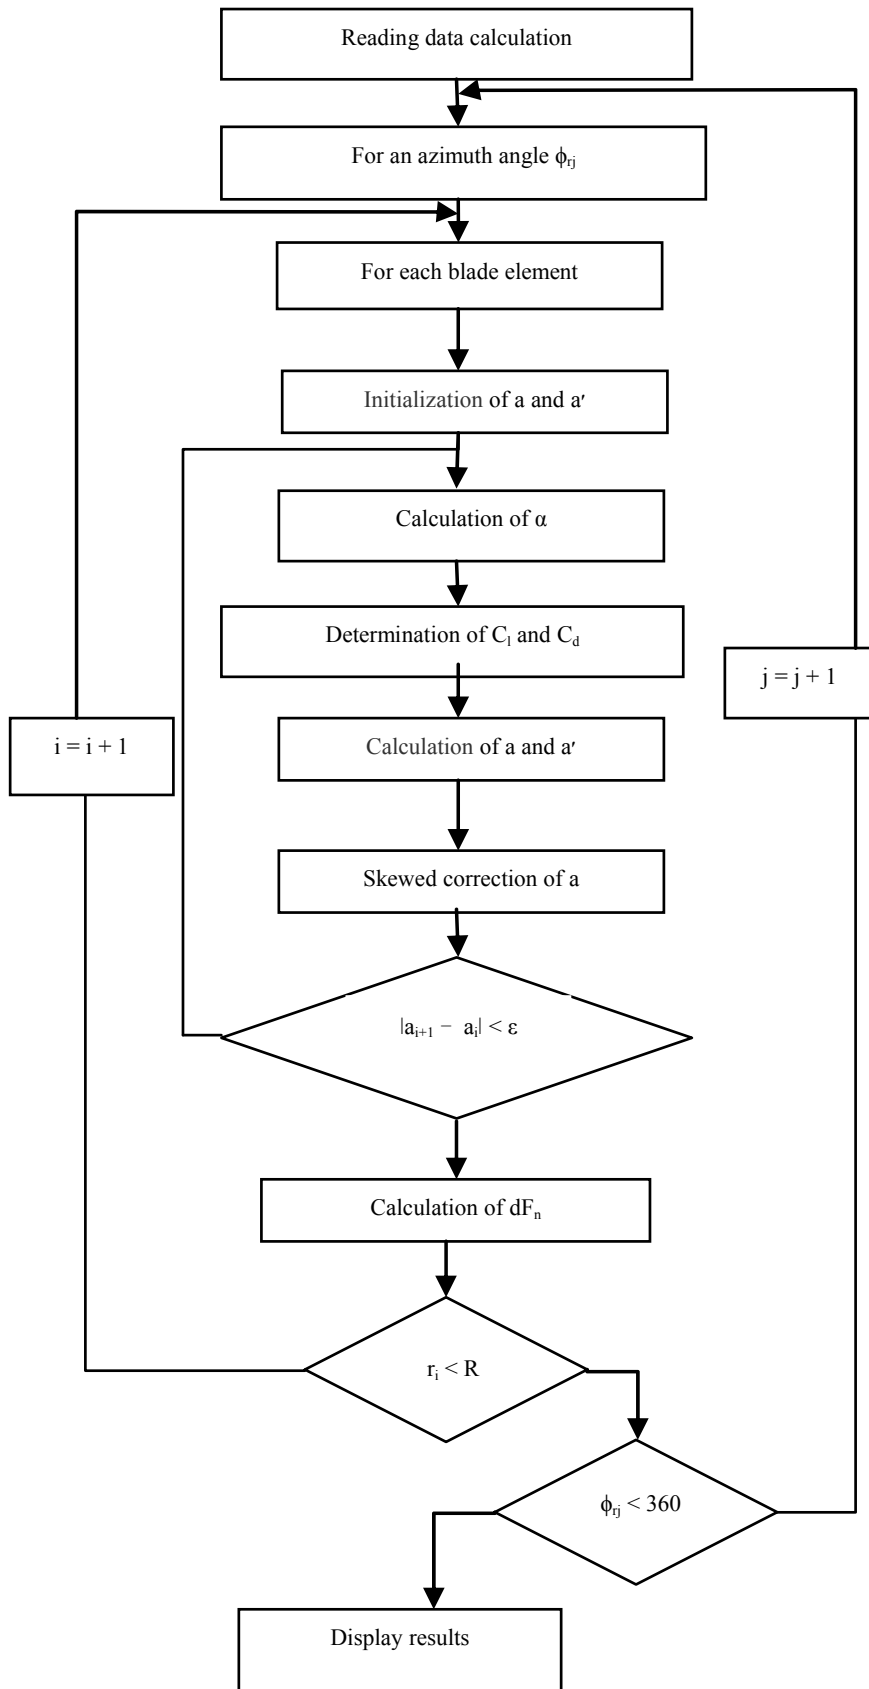 Reading data calculation
For an azimuth angle ϕrj
For each blade element
Initialization of a and a′
Calculation of α
Determination of Cl and Cd
j = j + 1
i = i + 1
Calculation of a and a′
Skewed correction of a
|ai+1 − ai| < ε
Calculation of dFn
ri < R
ϕrj < 360
Display results